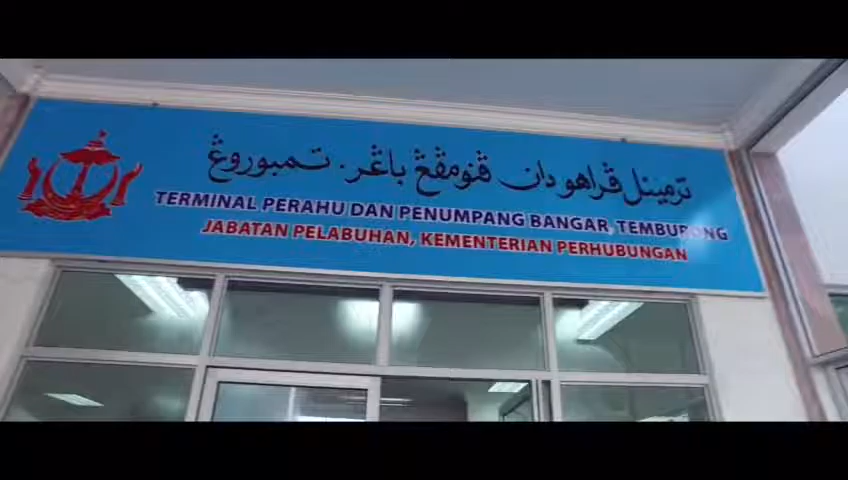 ترمينل ڤراهو دان ڤنومڤڠ باڠر، تمبوروڠ
TERMINAL PERAHU DAN PENUMPANG BANGAR, TEMBURONG
JABATAN PELABUHAN, KEMENTERIAN PERHUBUNGAN